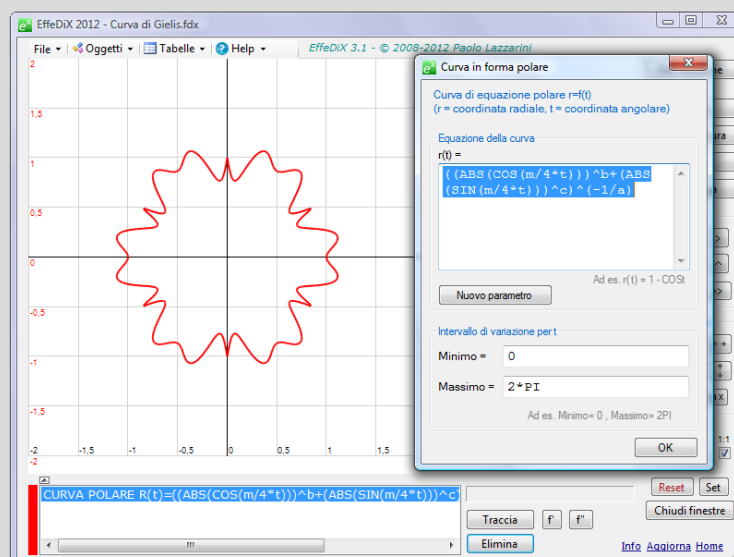 EffeDiX 2012 - Curva di Gielis.fdx
File Oggetti Tabelle Help EffeDiX 3.1 - © 2008-2012 Paolo Lazzarini
2
1,5
1
0,5
0
-0,5
-1
-1,5
-2
-2 -1,5 -1 -0,5 0 0,5 1 1,5
Curva in forma polare
Curva di equazione polare r=f(t)
(r = coordinata radiale, t = coordinata angolare)
Equazione della curva
r(t) =
((ABS(COS(m/4*t)))^b+(ABS
(SIN(m/4*t)))^c)^(-1/a)
Ad es. r(t) = 1 - COSt
Nuovo parametro
Intervallo di variazione per t
Minimo = 0
Massimo = 2*PI
Ad es. Minimo= 0 , Massimo= 2PI
OK
1:1
CURVA POLARE R(t)=((ABS(COS(m/4*t)))^b+(ABS(SIN(m/4*t)))^c)
Reset Set
Chiudi finestre
Traccia f' f''
Elimina
Info Aggiorna Home